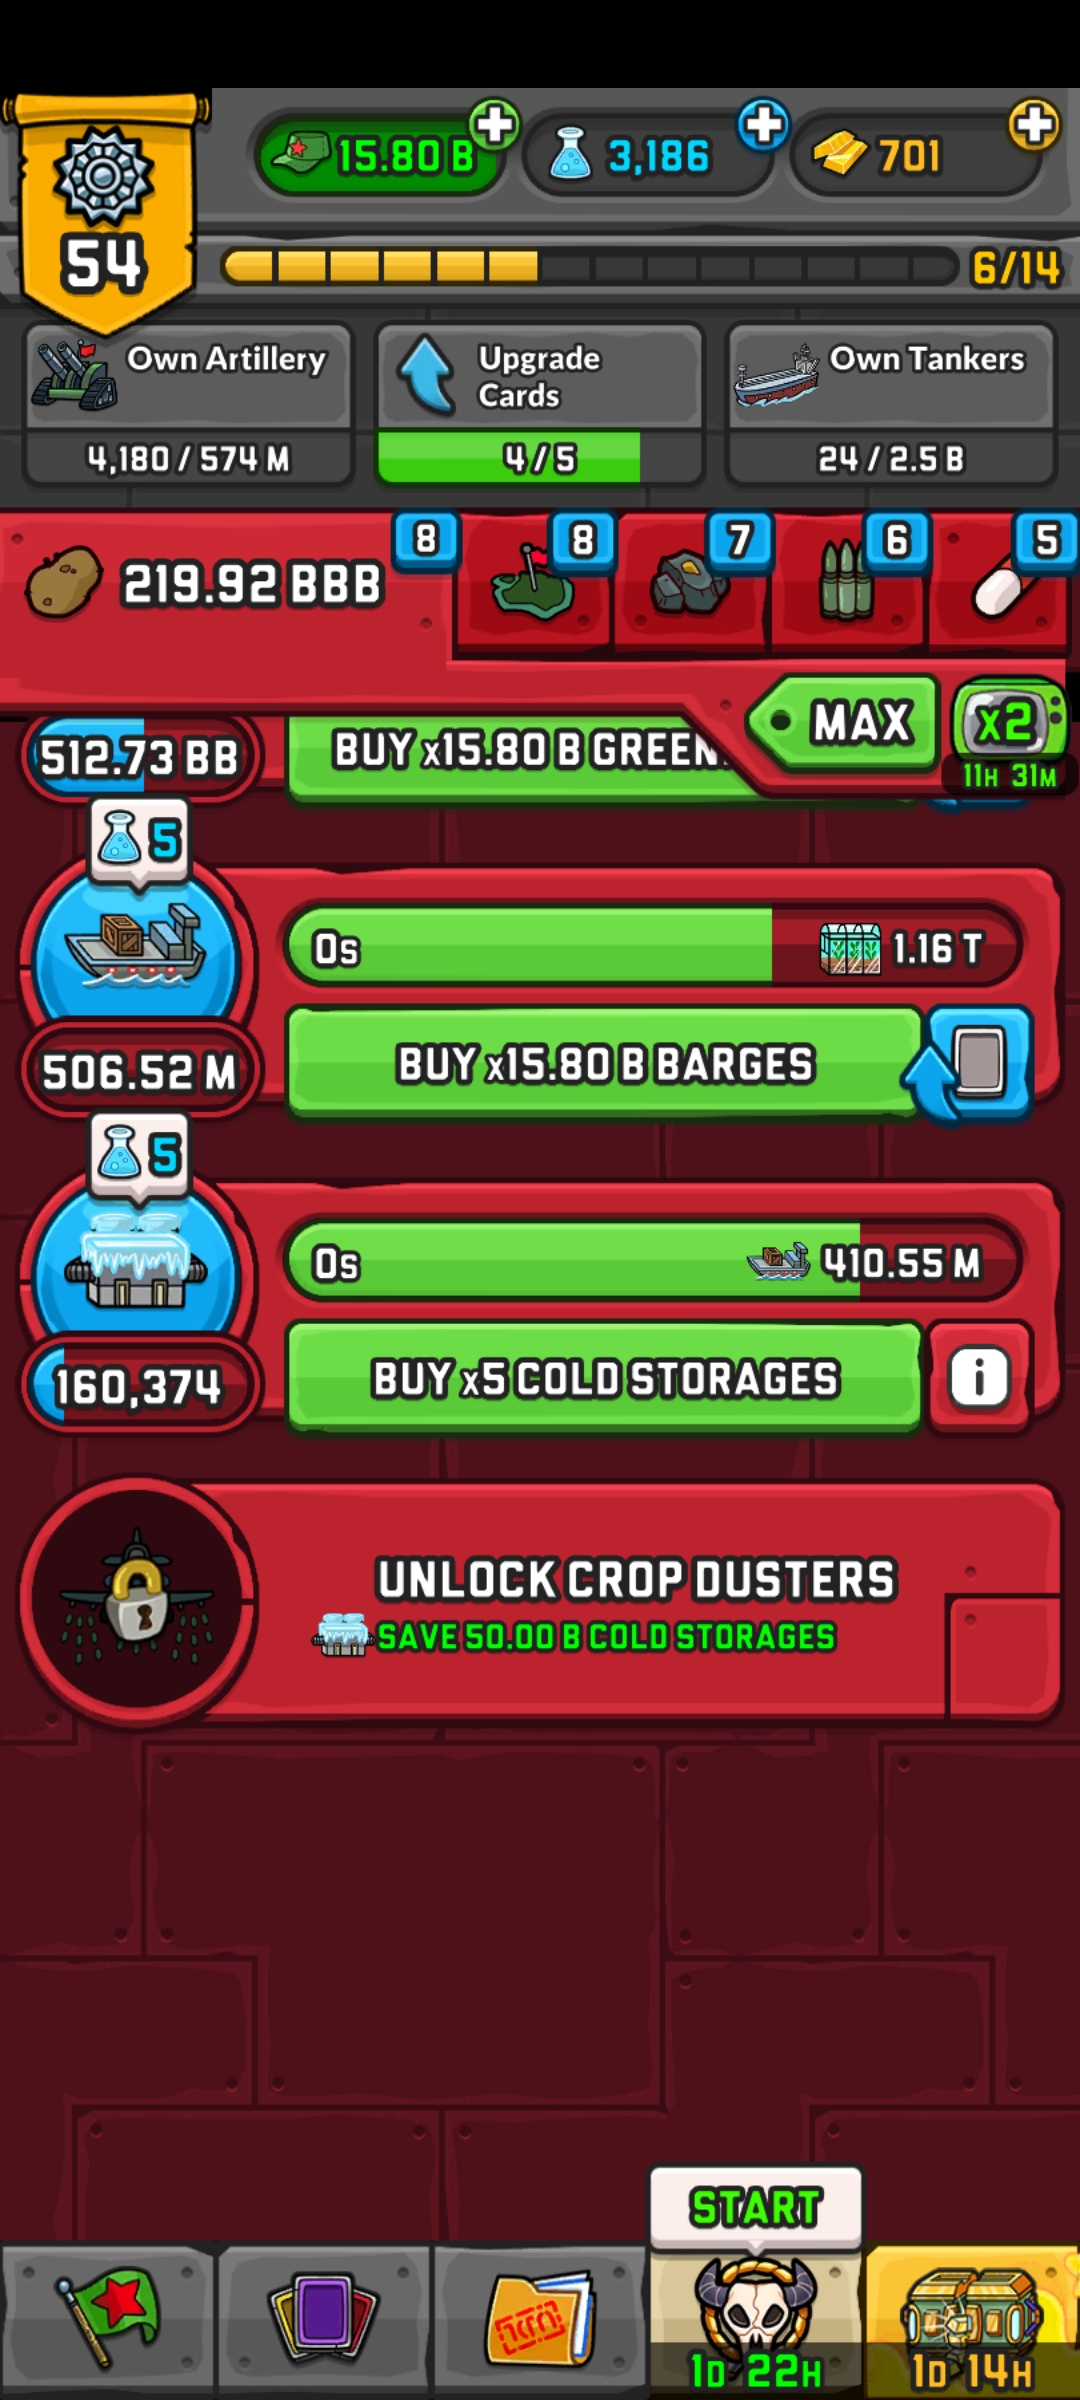 15.80 B
3,186
701
54
6/14
Own Artillery
4,180 / 574 M
Upgrade
Cards
4 / 5
Own Tankers
24 / 2.5 B
219.92 BBB
8
8
7
6
5
MAX
x2
11H 31M
512.73 BB
BUY x15.80 B GREEN
5
0s
1.16 T
506.52 M
BUY x15.80 B BARGES
5
0s
410.55 M
160,374
BUY x5 COLD STORAGES
i
UNLOCK CROP DUSTERS
SAVE 50.00 B COLD STORAGES
START
1D 22H
1D 14H